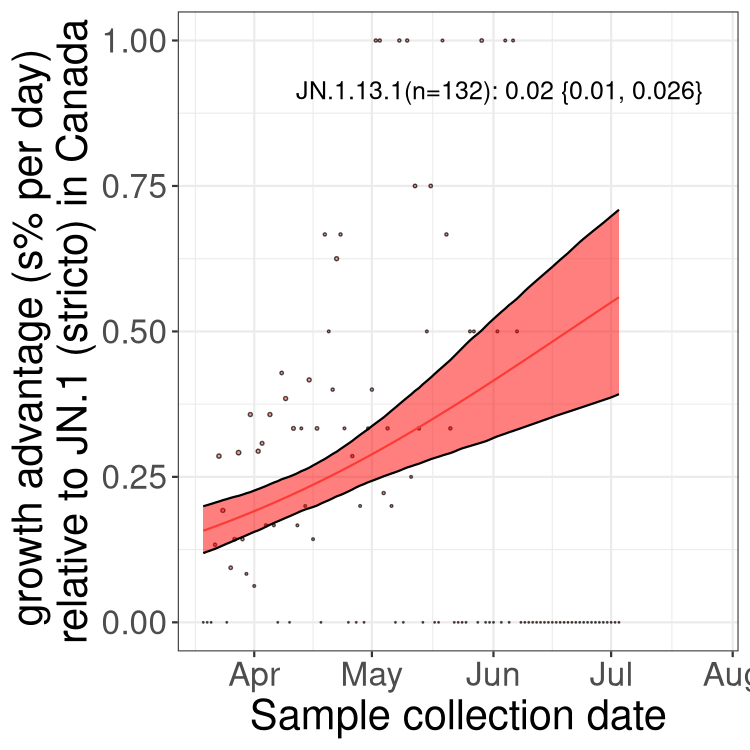 growth advantage (s% per day)
relative to JN.1 (stricto) in Canada
1.00
0.75
0.50
0.25
0.00
JN.1.13.1(n=132): 0.02 {0.01, 0.026}
Apr
May
Jun
Jul
Aug
Sample collection date